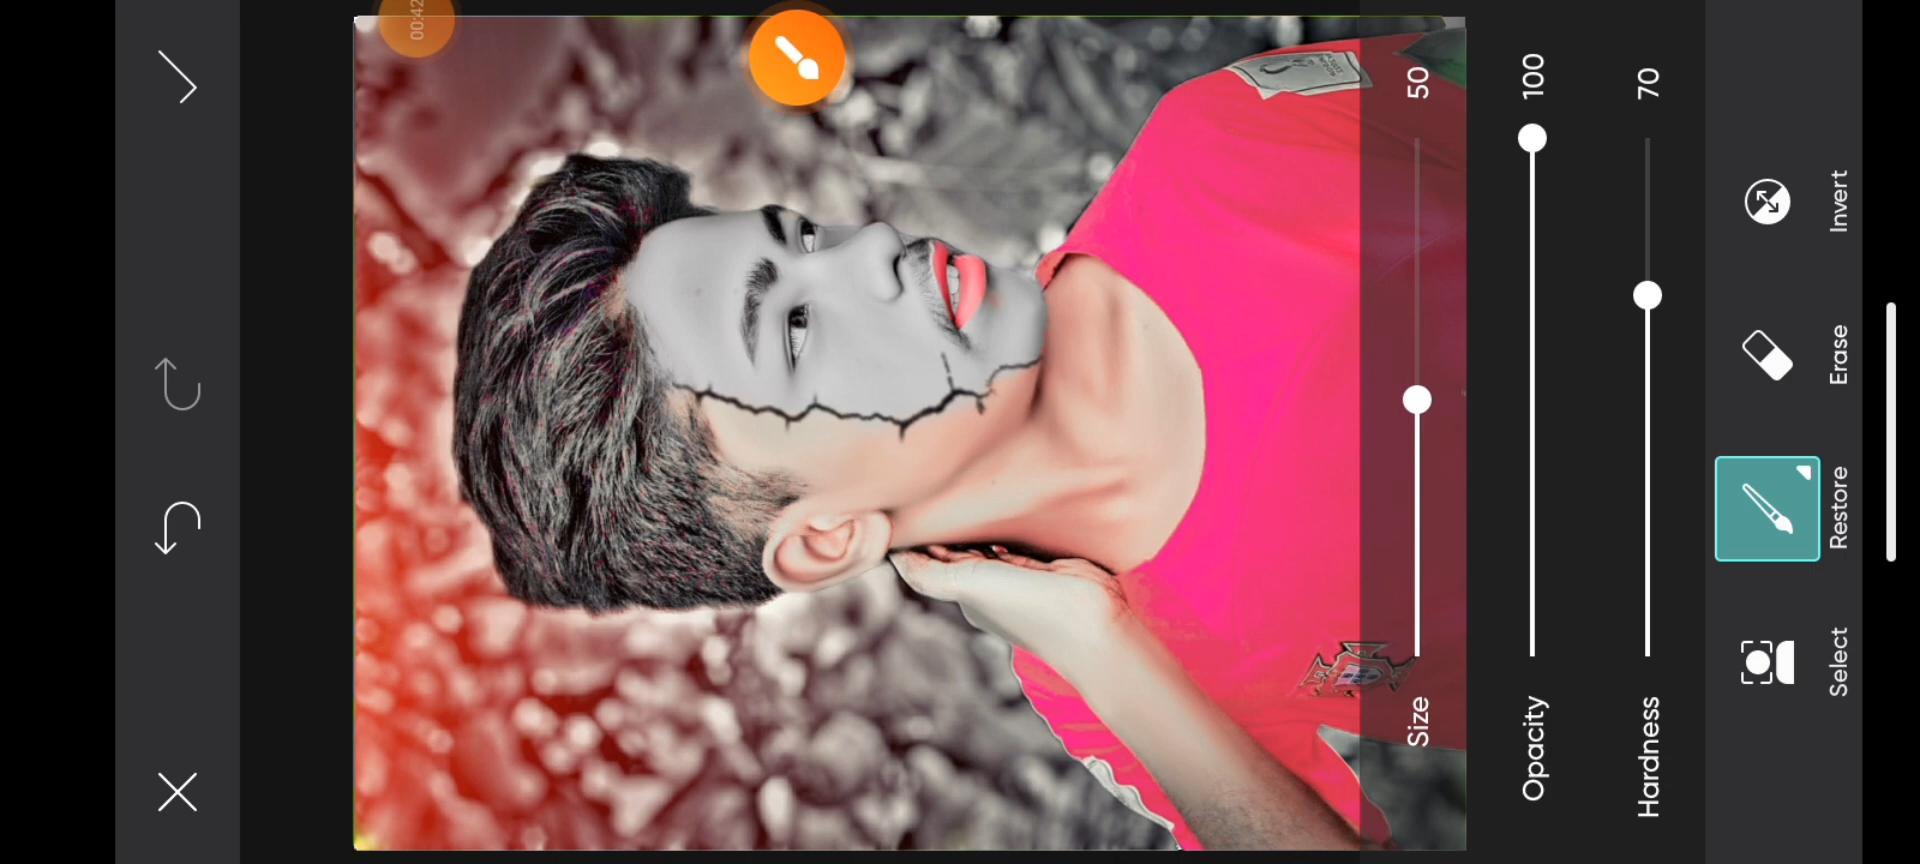 00:42
Size
50
Opacity
100
Hardness
70
Select
Restore
Erase
Invert